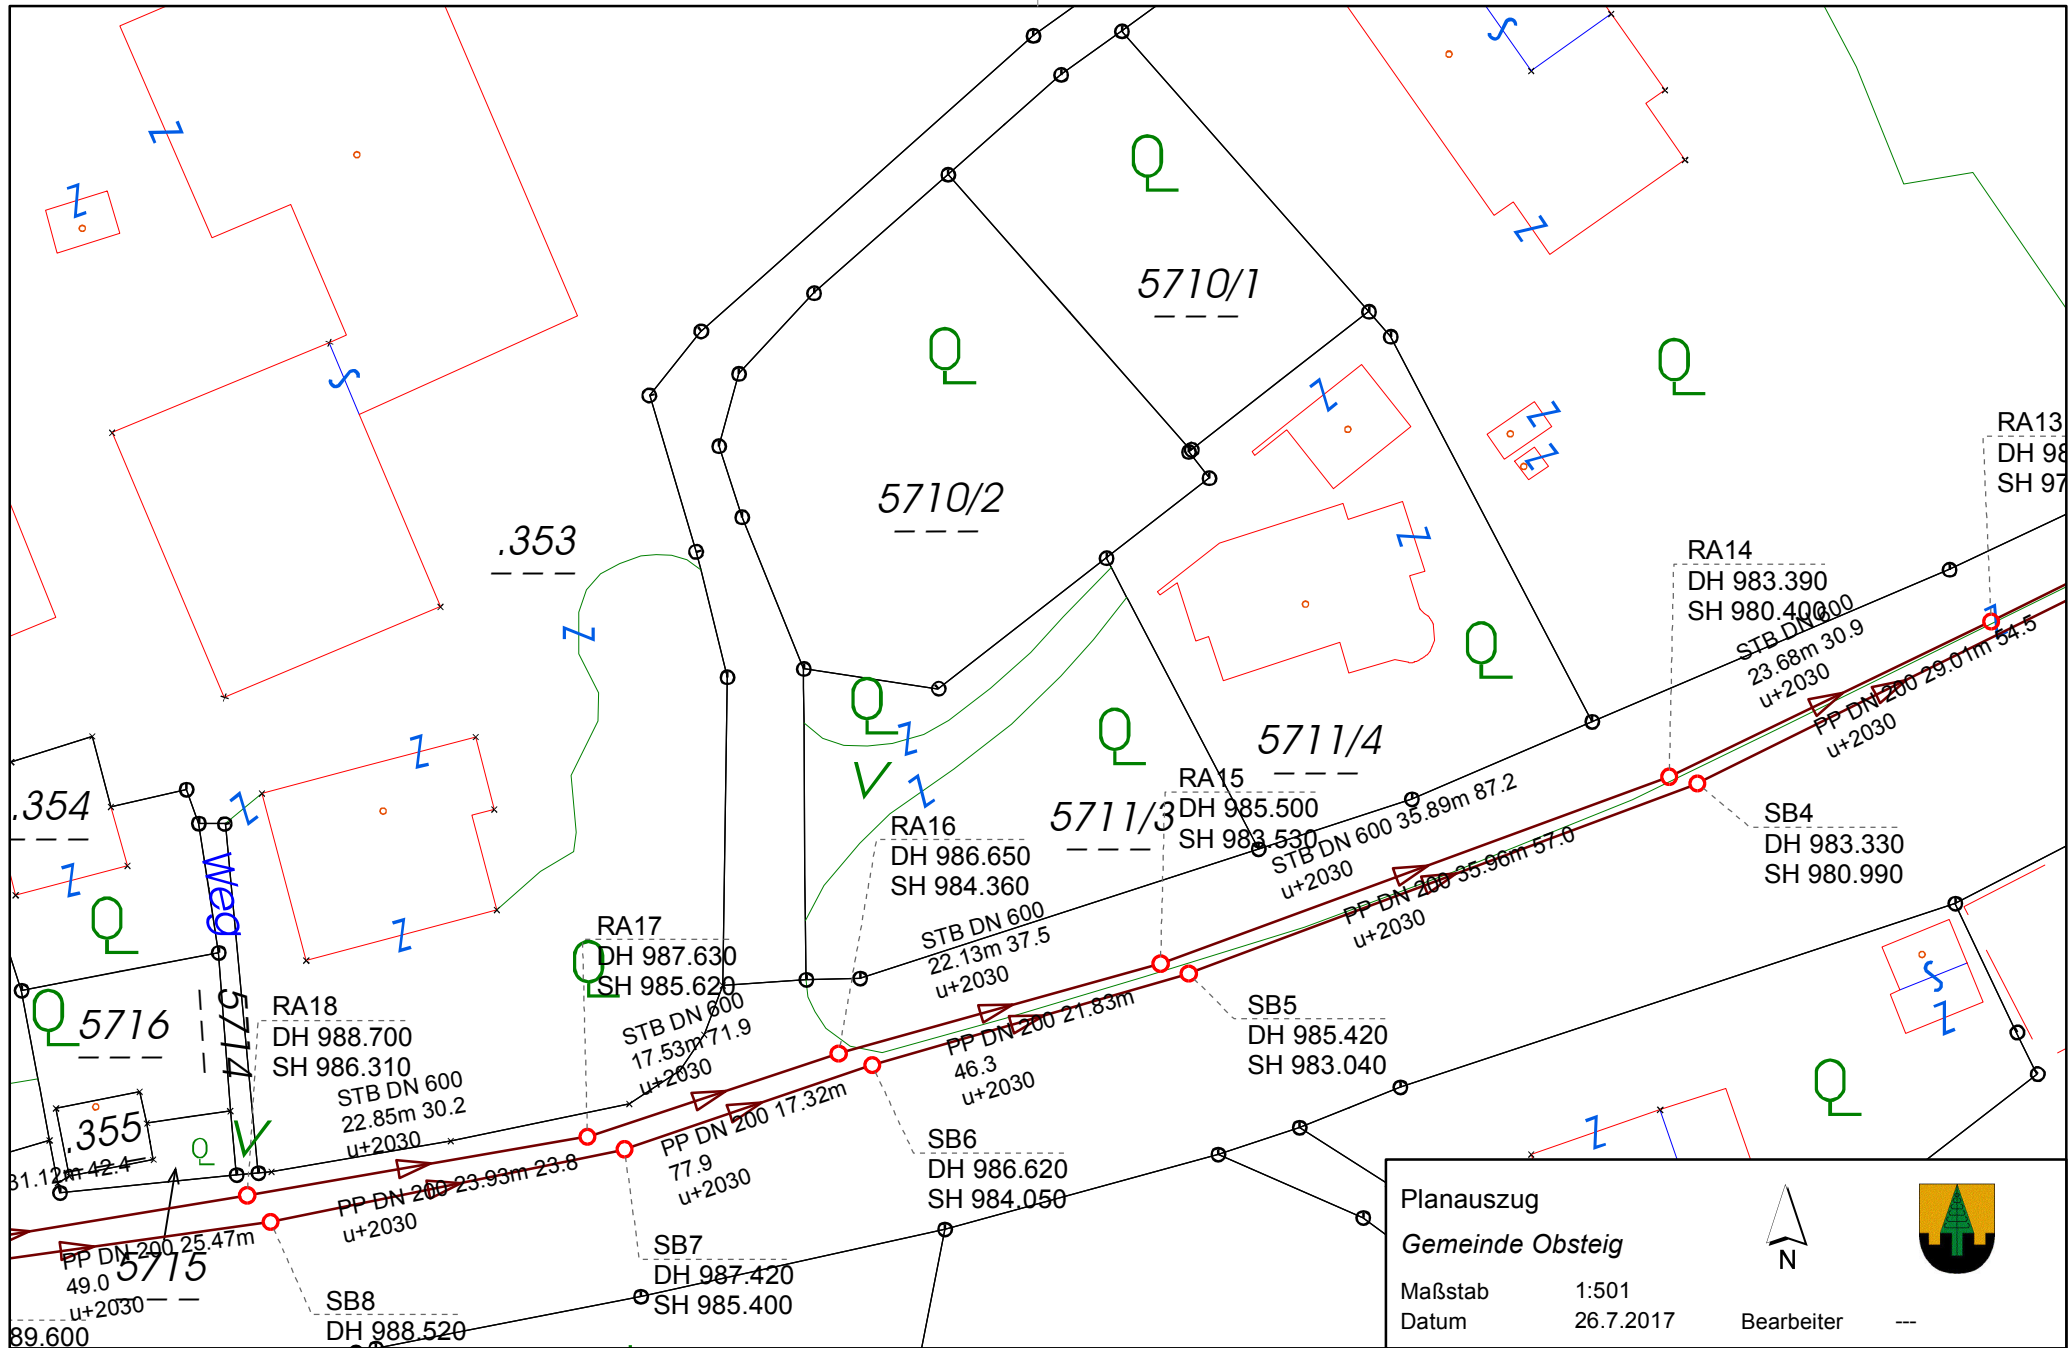 5710/1
5710/2
.353
RA13
DH 98
SH 97
RA14
DH 983.390
SH 980.400
STB DN 600
23.68m 30.9
u+2030
PP DN 200 29.01m 54.5
u+2030
5711/4
5711/3
RA15
DH 985.500
SH 983.530
STB DN 600 35.89m 87.2
u+2030
PP DN 200 35.96m 57.0
u+2030
SB4
DH 983.330
SH 980.990
.354
Weg
RA16
DH 986.650
SH 984.360
STB DN 600
22.13m 37.5
u+2030
RA17
DH 987.630
SH 985.620
STB DN 600
17.53m 71.9
u+2030
PP DN 200 21.83m
46.3
u+2030
SB5
DH 985.420
SH 983.040
5716
5714
RA18
DH 988.700
SH 986.310
STB DN 600
22.85m 30.2
u+2030
.355
31.12m 42.4
PP DN 200 23.93m 23.8
u+2030
PP DN 200 17.32m
77.9
u+2030
SB6
DH 986.620
SH 984.050
PP DN 200 25.47m
49.0
u+2030
5715
SB7
DH 987.420
SH 985.400
SB8
DH 988.520
89.600
Planauszug
Gemeinde Obsteig
N
Maßstab 1:501
Datum 26.7.2017 Bearbeiter ---